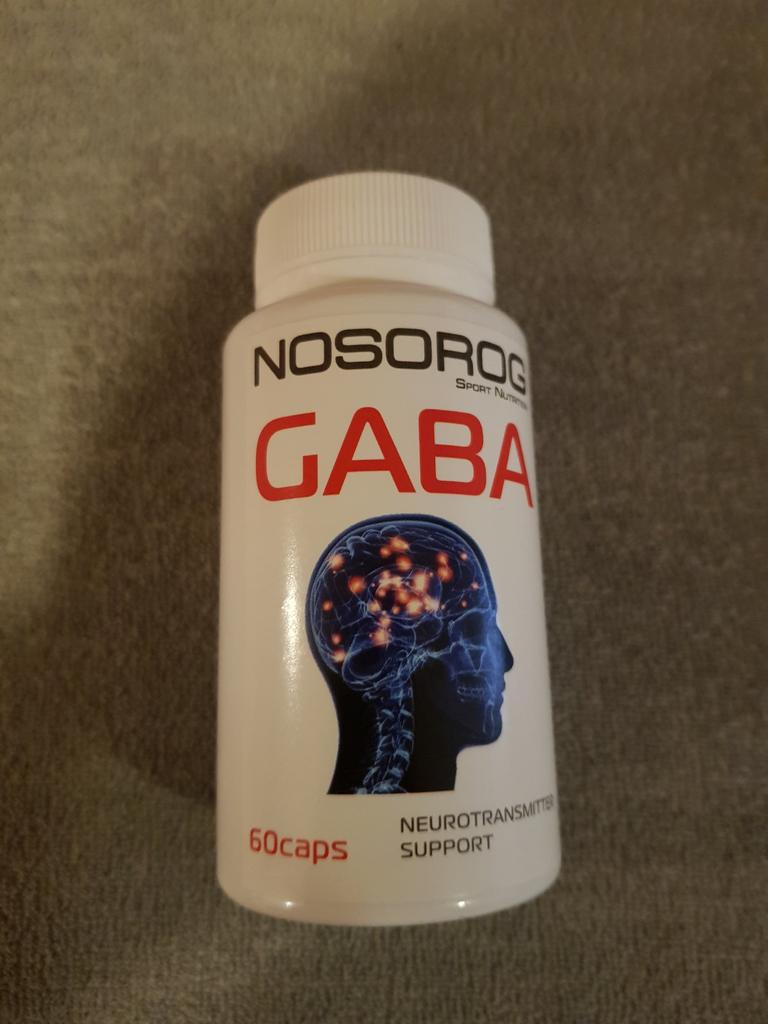 NOSOROG
SPORT NUTRITION
GABA
60caps
NEUROTRANSMITTER
SUPPORT